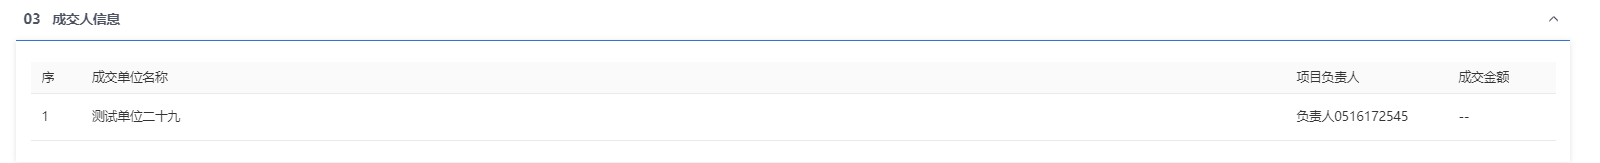 03 成交人信息
序 成交单位名称 项目负责人 成交金额
1 测试单位二十九 负责人0516172545 --